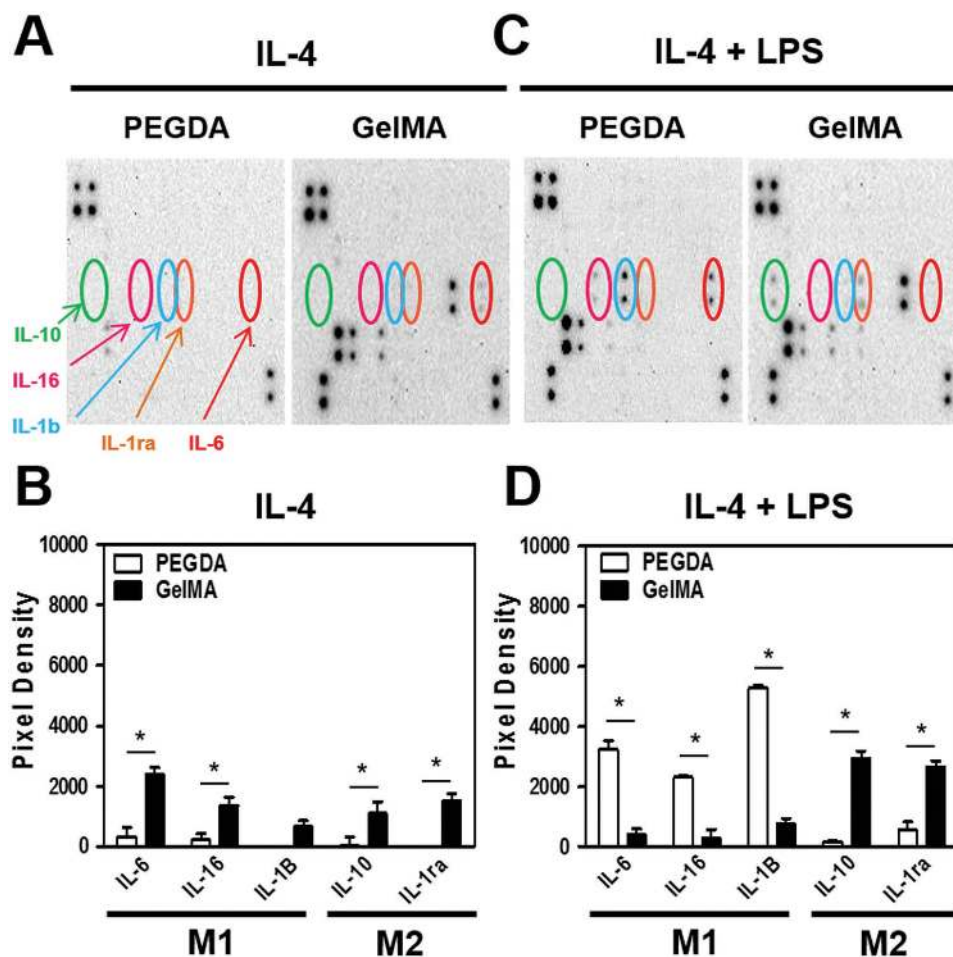 A
IL-4
PEGDA
GelMA
IL-10
IL-16
IL-1b
IL-1ra
IL-6
C
IL-4 + LPS
PEGDA
GelMA
B
IL-4
Pixel Density
10000
8000
6000
4000
2000
0
PEGDA
GelMA
*
*
*
*
IL-6
IL-16
IL-1B
IL-10
IL-1ra
M1
M2
D
IL-4 + LPS
Pixel Density
10000
8000
6000
4000
2000
0
PEGDA
GelMA
*
*
*
*
*
IL-6
IL-16
IL-1B
IL-10
IL-1ra
M1
M2